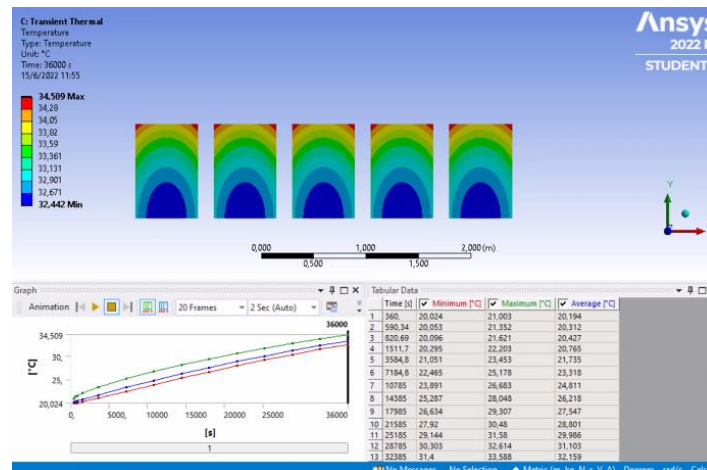 C: Transient Thermal
Temperature
Type: Temperature
Unit: °C
Time: 36000 s
15/6/2022 11:55
34,509 Max
34,28
34,05
33,82
33,59
33,361
33,131
32,901
32,671
32,442 Min
Ansys
2022
STUDENT
Y
0,000 1,000 2,000 (m)
0,500 1,500
Graph
Animation 20 Frames 2 Sec (Auto)
36000
34,509
30,
25,
20,024
[°C]
0, 5000, 10000, 15000, 20000, 25000, 36000
[s]
1
Tabular Data
Time [s] Minimum [°C] Maximum [°C] Average [°C]
1 360, 20,024 21,003 20,194
2 590,34 20,053 21,352 20,312
3 820,69 20,096 21,621 20,427
4 1511,7 20,295 22,203 20,765
5 3584,8 21,051 23,453 21,735
6 7184,8 22,465 25,178 23,318
7 10785 23,891 26,683 24,811
8 14385 25,287 28,048 26,218
9 17985 26,634 29,307 27,547
10 21585 27,92 30,48 28,801
11 25185 29,144 31,58 29,986
12 28785 30,303 32,614 31,103
13 32385 31,4 33,588 32,159
No Messages No Selection Metric (m, kg, N, s, V, A) Degrees rad/s